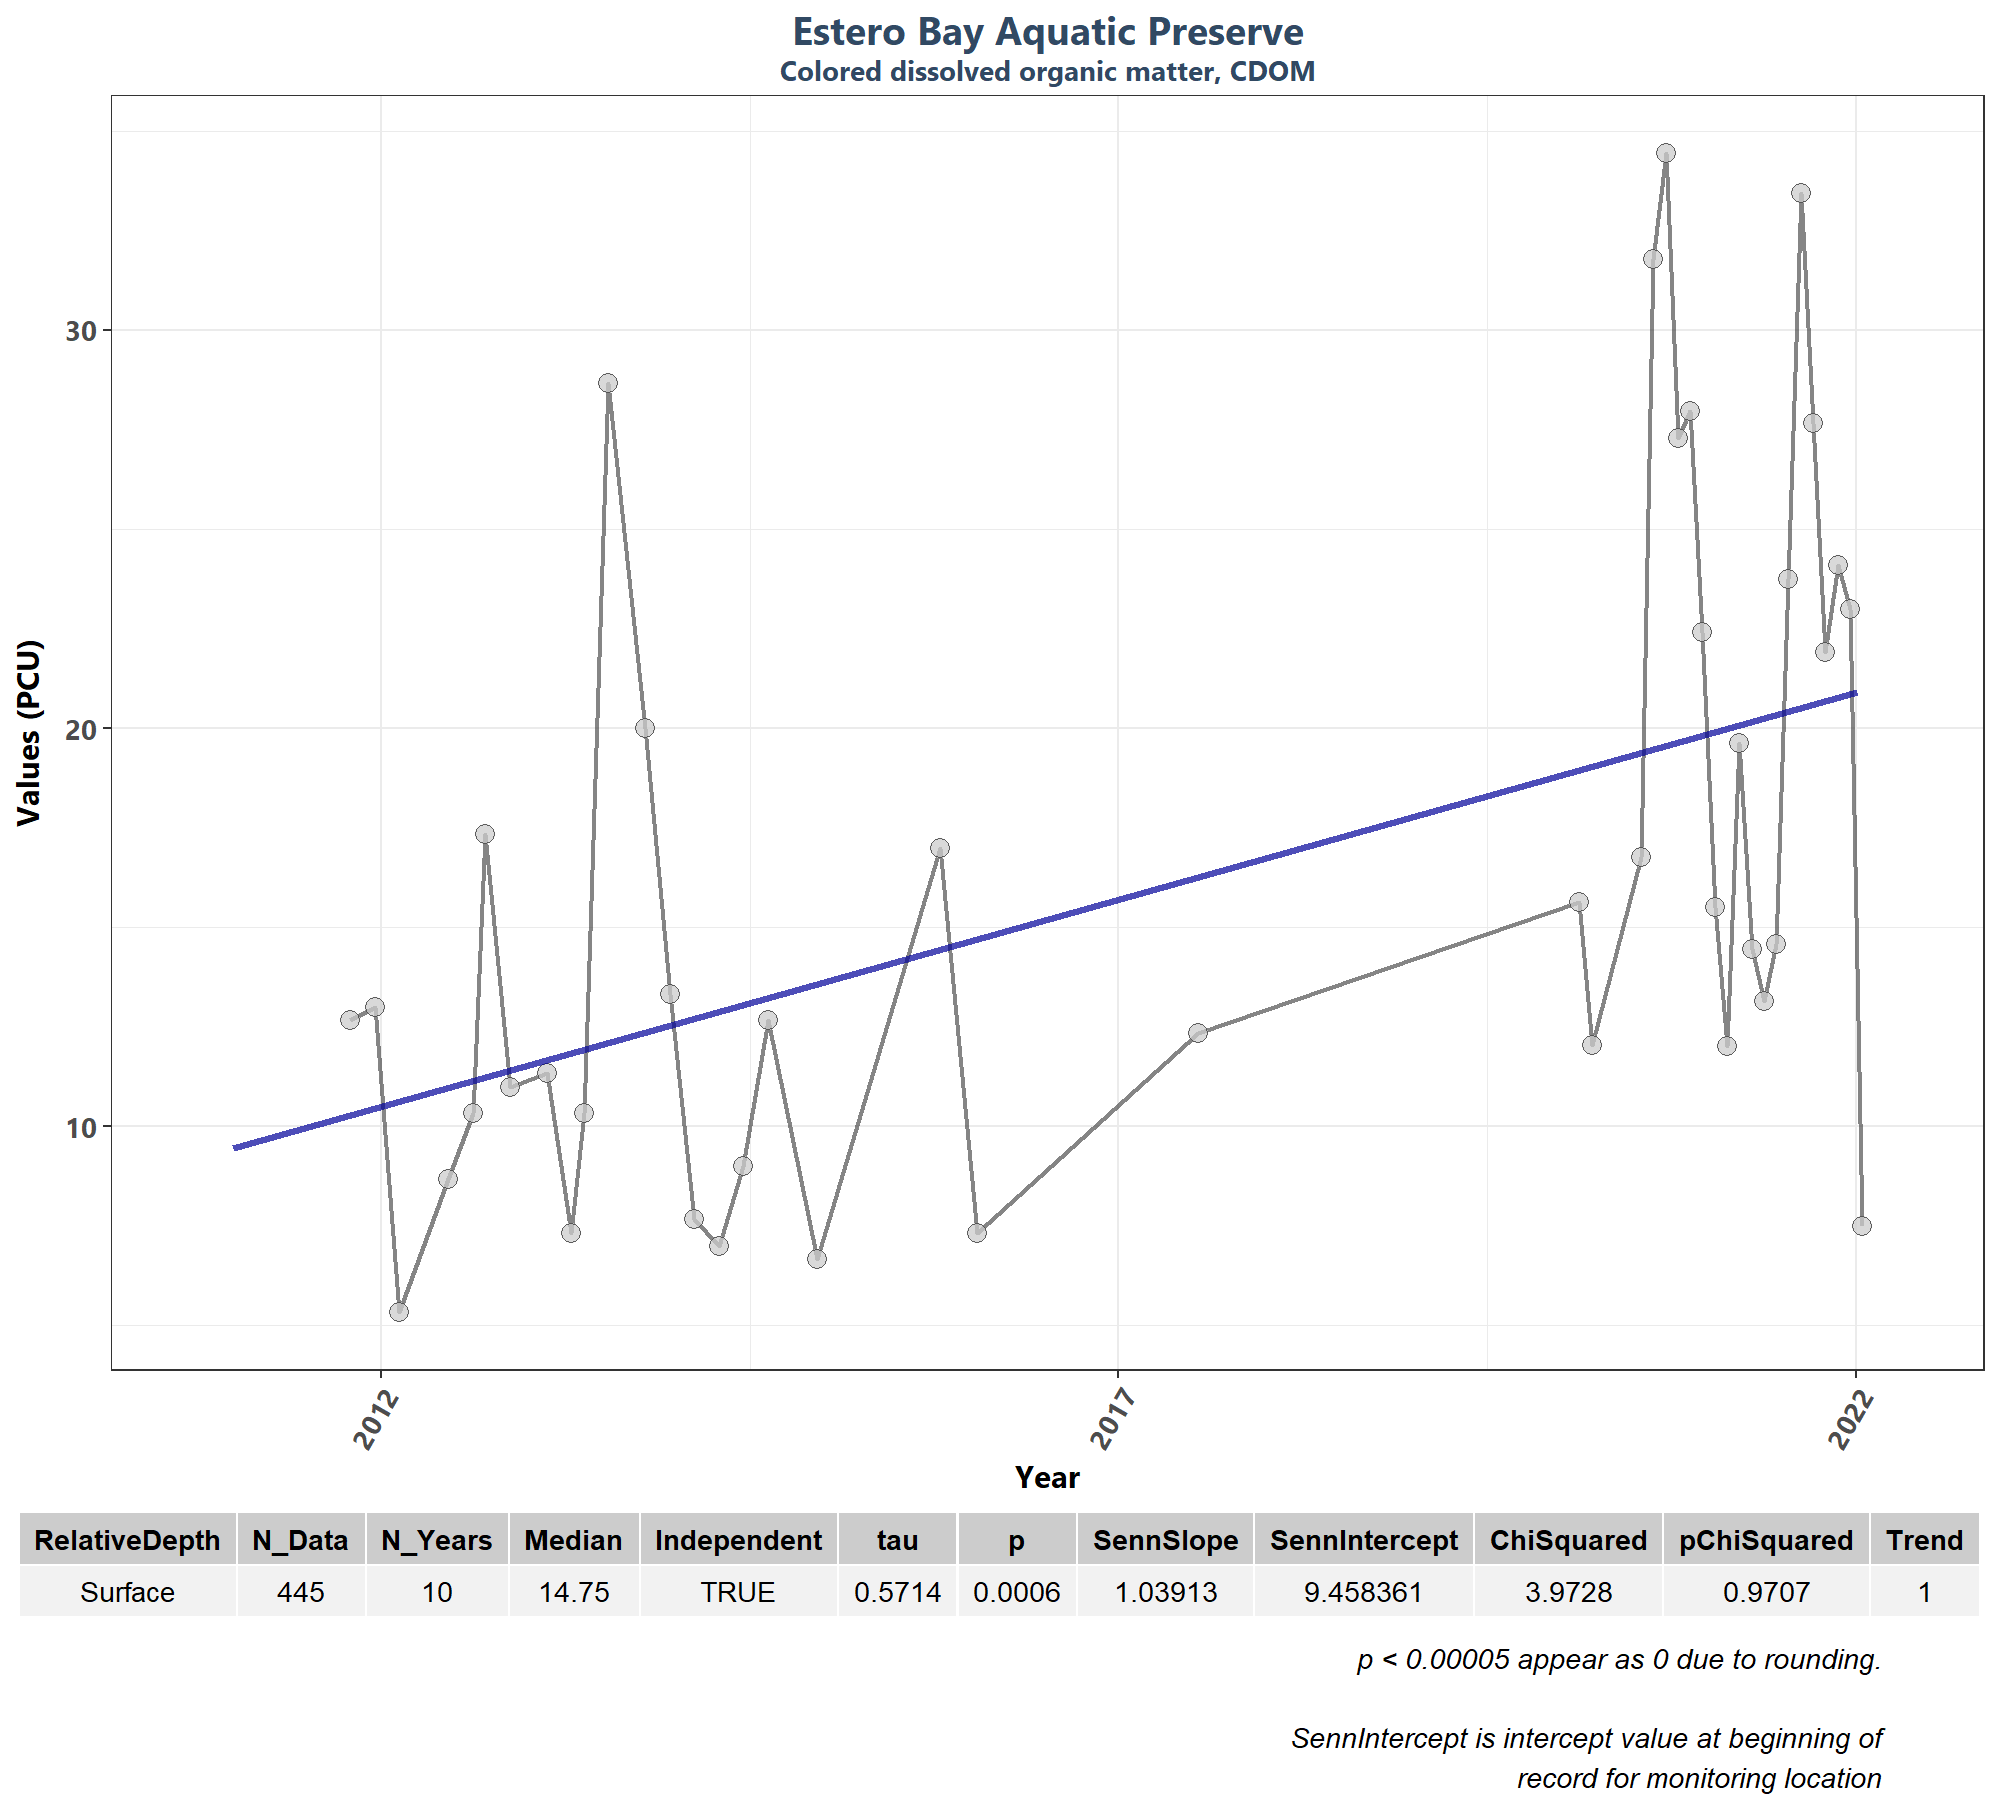 Estero Bay Aquatic Preserve
Colored dissolved organic matter, CDOM
Values (PCU)
30
20
10
2012
2017
2022
Year
RelativeDepth N_Data N_Years Median Independent tau p SennSlope SennIntercept ChiSquared pChiSquared Trend
Surface 445 10 14.75 TRUE 0.5714 0.0006 1.03913 9.458361 3.9728 0.9707 1
p < 0.00005 appear as 0 due to rounding.
SennIntercept is intercept value at beginning of
record for monitoring location